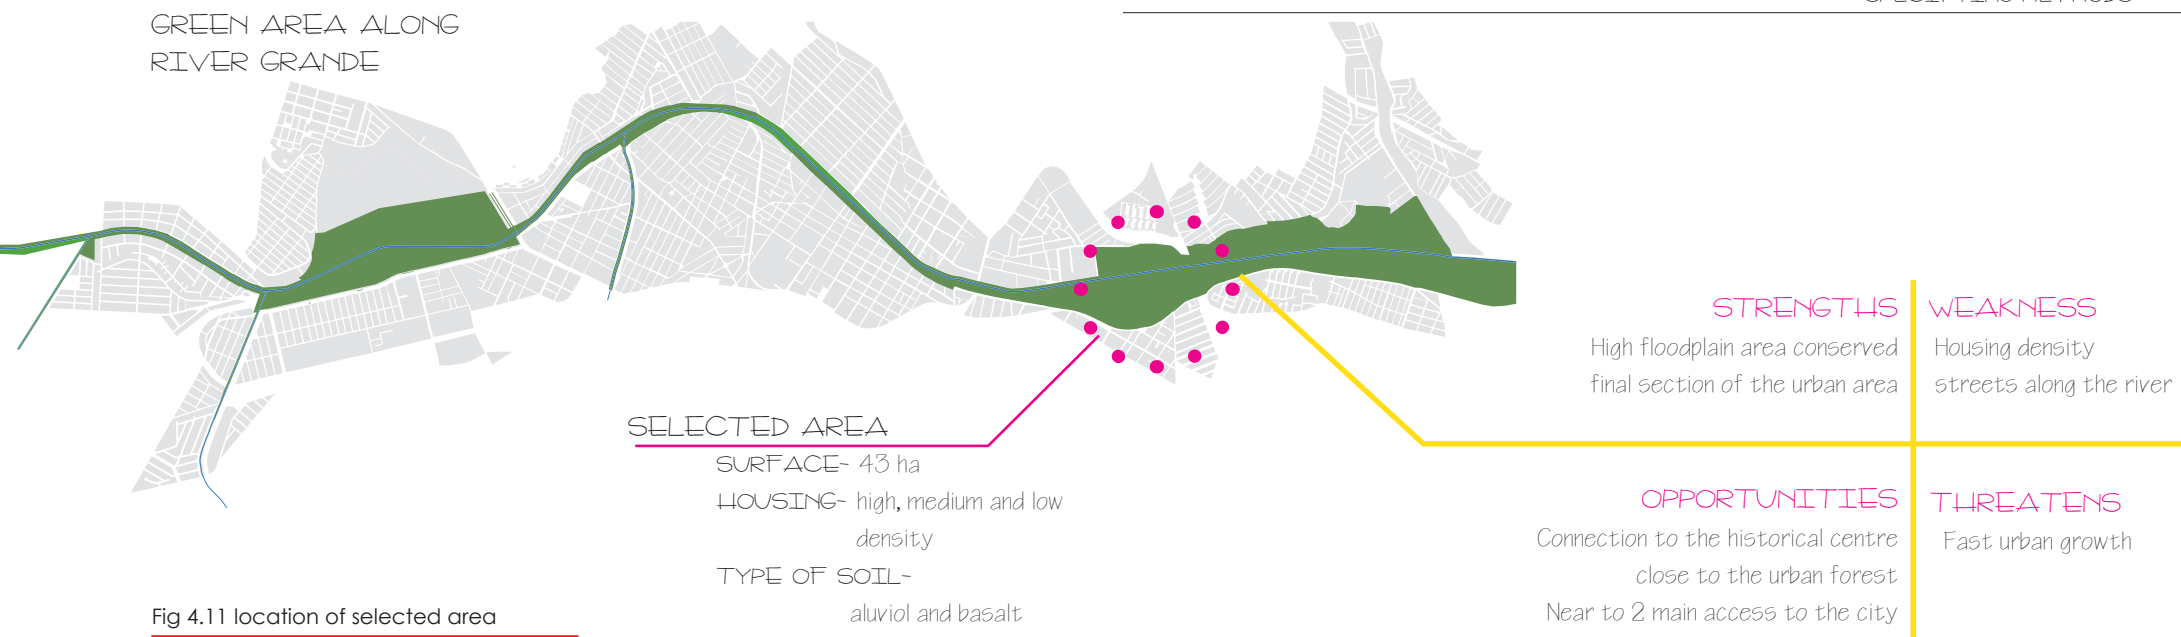 GREEN AREA ALONG
RIVER GRANDE
SELECTED AREA
SURFACE- 43 ha
HOUSING- high, medium and low
density
TYPE OF SOIL-
aluviol and basalt
STRENGTHS
High floodplain area conserved
final section of the urban area
WEAKNESS
Housing density
streets along the river
OPPORTUNITIES
Connection to the historical centre
close to the urban forest
Near to 2 main access to the city
THREATENS
Fast urban growth
Fig 4.11 location of selected area